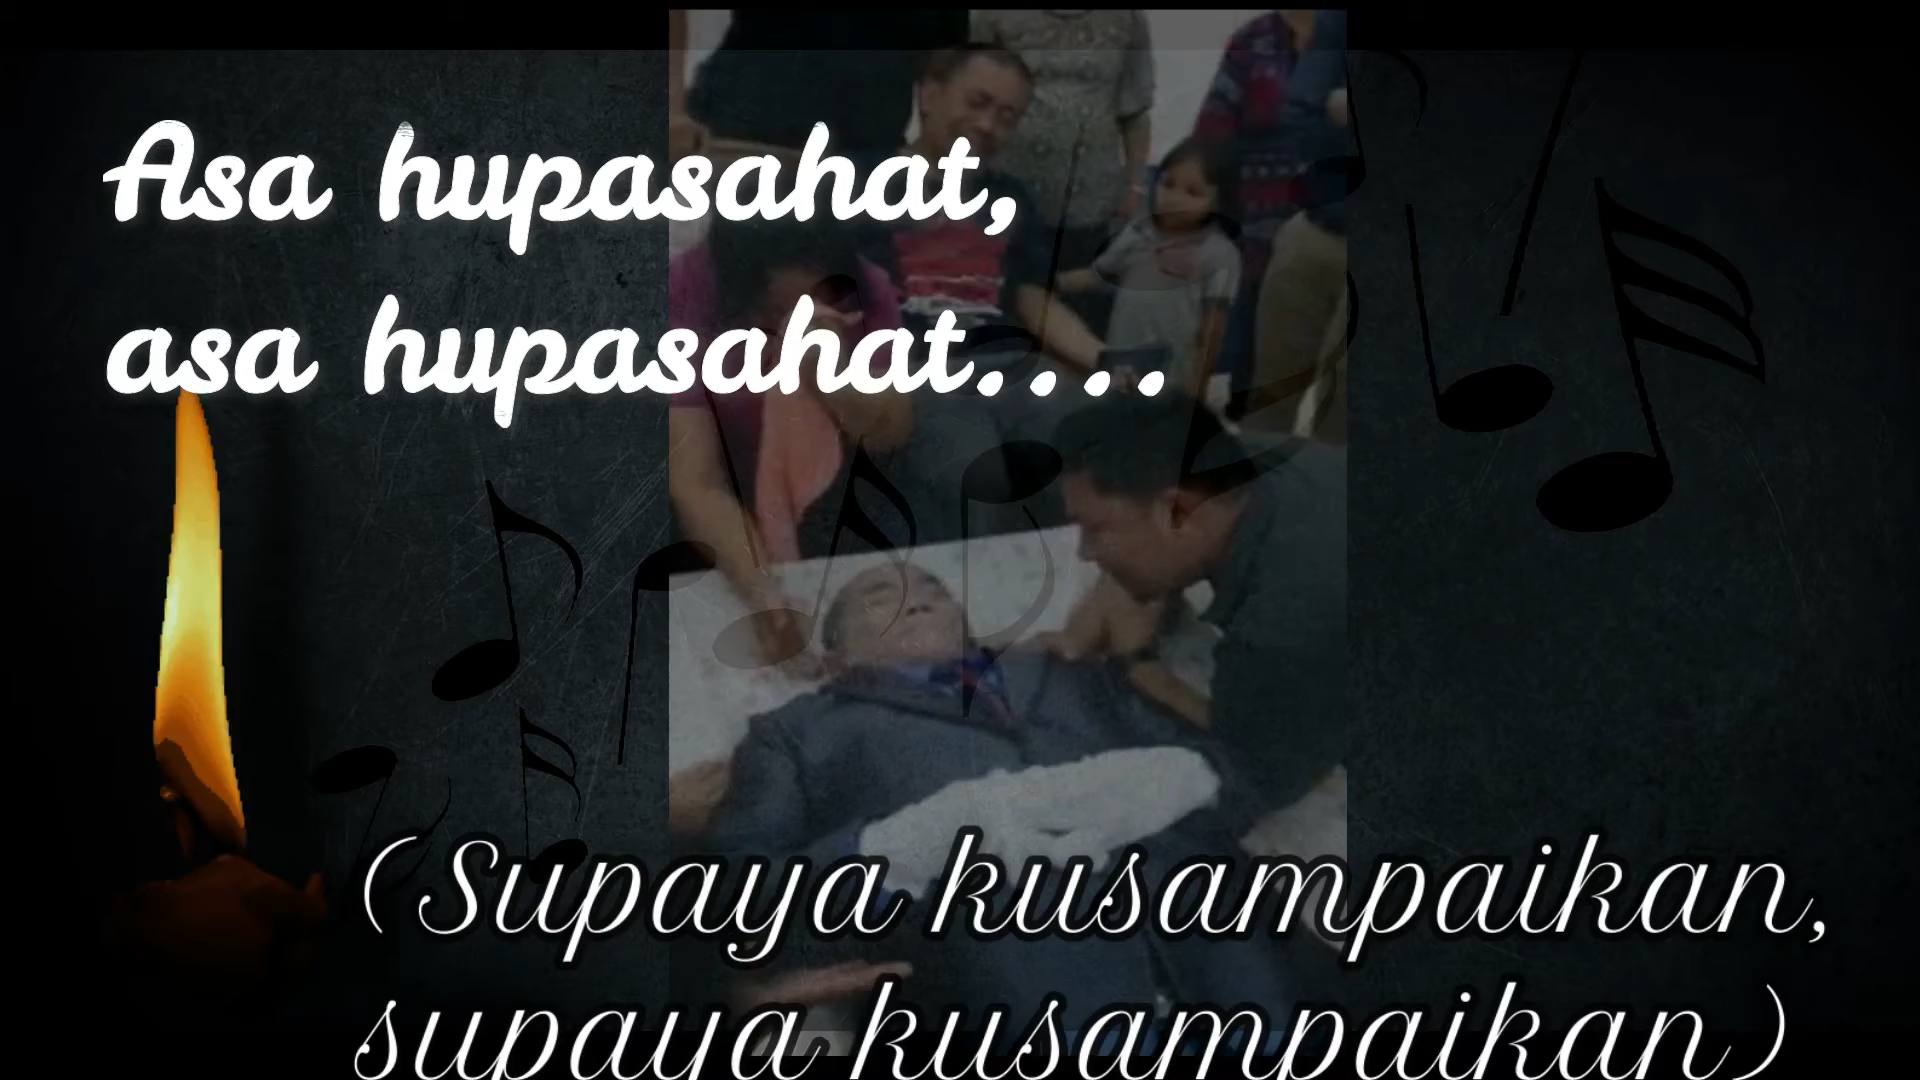 Asa hupasahat,
asa hupasahat....
(Supaya kusampaikan,
supaya kusampaikan)